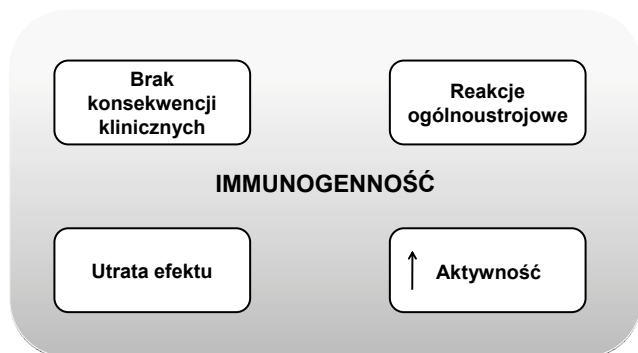 Brak
konsekwencji
klinicznych
Reakcje
ogólnoustrojowe
IMMUNOGENNOŚĆ
Utrata efektu
↑ Aktywność